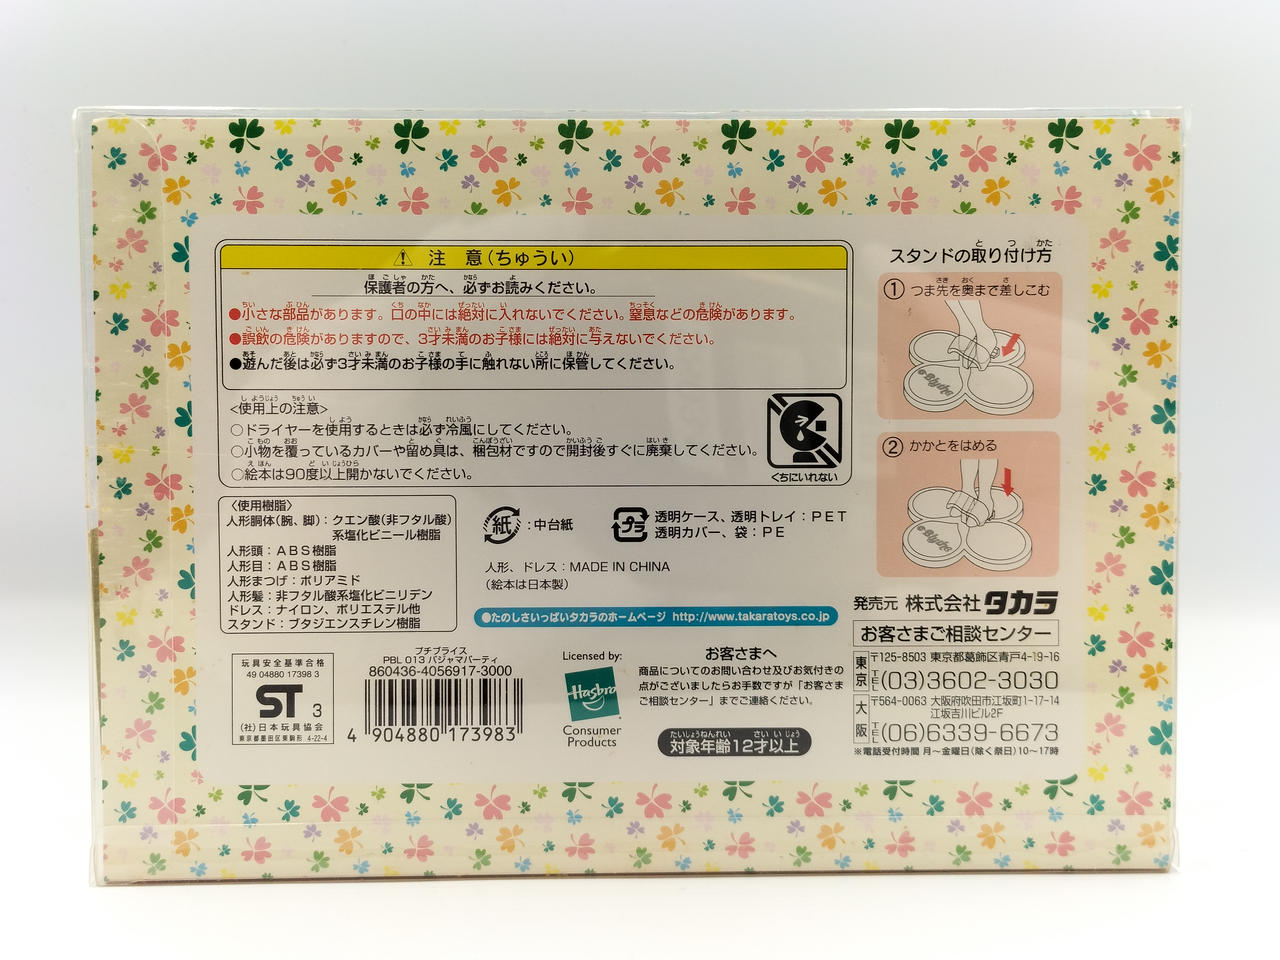 ⚠ 注 意(ちゅうい)
保護者の方へ、必ずお読みください。
●小さな部品があります。口の中には絶対に入れないでください。窒息などの危険があります。
●誤飲の危険がありますので、3才未満のお子様には絶対に与えないでください。
●遊んだ後は必ず3才未満のお子様の手に触れない所に保管してください。
<使用上の注意>
○ドライヤーを使用するときは必ず冷風にしてください。
○小物を覆っているカバーや留め具は、梱包材ですので開封後すぐに廃棄してください。
○絵本は90度以上開かないでください。
くちにいれない
〈使用樹脂〉
人形胴体(腕、脚):クエン酸(非フタル酸)
系塩化ビニール樹脂
人形頭:ABS樹脂
人形目:ABS樹脂
人形まつげ:ポリアミド
人形髪:非フタル酸系塩化ビニリデン
ドレス:ナイロン、ポリエステル他
スタンド:ブタジエンスチレン樹脂
紙:中台紙
プラ:透明ケース、透明トレイ:PET
透明カバー、袋:PE
人形、ドレス:MADE IN CHINA
(絵本は日本製)
●たのしさいっぱいタカラのホームページ http://www.takaratoys.co.jp
スタンドの取り付け方
① つま先を奥まで差しこむ
Blythe
② かかとをはめる
Blythe
発売元 株式会社タカラ
お客さまご相談センター
東京 〒125-8503 東京都葛飾区青戸4-19-16
TEL(03)3602-3030
大阪 〒564-0063 大阪府吹田市江坂町1-17-14
江坂吉川ビル2F
TEL(06)6339-6673
※電話受付時間 月～金曜日(除く祭日)10～17時
玩具安全基準合格
49 04880 17398 3
ST 3
(社)日本玩具協会
東京都墨田区東駒形 4-22-4
プチブライス
PBL 013 パジャマパーティ
860436-4056917-3000
4 904880 173983
Licensed by:
Hasbro
Consumer
Products
お客さまへ
商品についてのお問い合わせ及びお気付きの
点がございましたらお手数ですが「お客さま
ご相談センター」までご連絡ください。
対象年齢12才以上